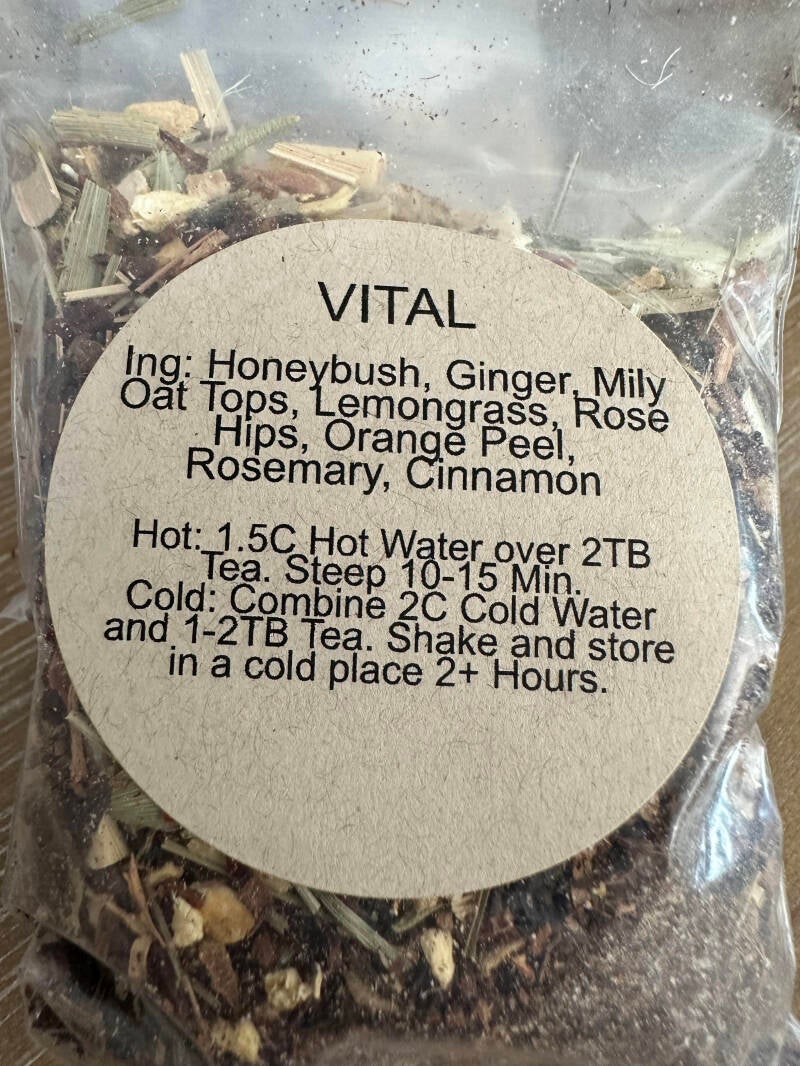 VITAL
Ing: Honeybush, Ginger, Mily
Oat Tops, Lemongrass, Rose
Hips, Orange Peel,
Rosemary, Cinnamon
Hot: 1.5C Hot Water over 2TB
Tea. Steep 10-15 Min.
Cold: Combine 2C Cold Water
and 1-2TB Tea. Shake and store
in a cold place 2+ Hours.